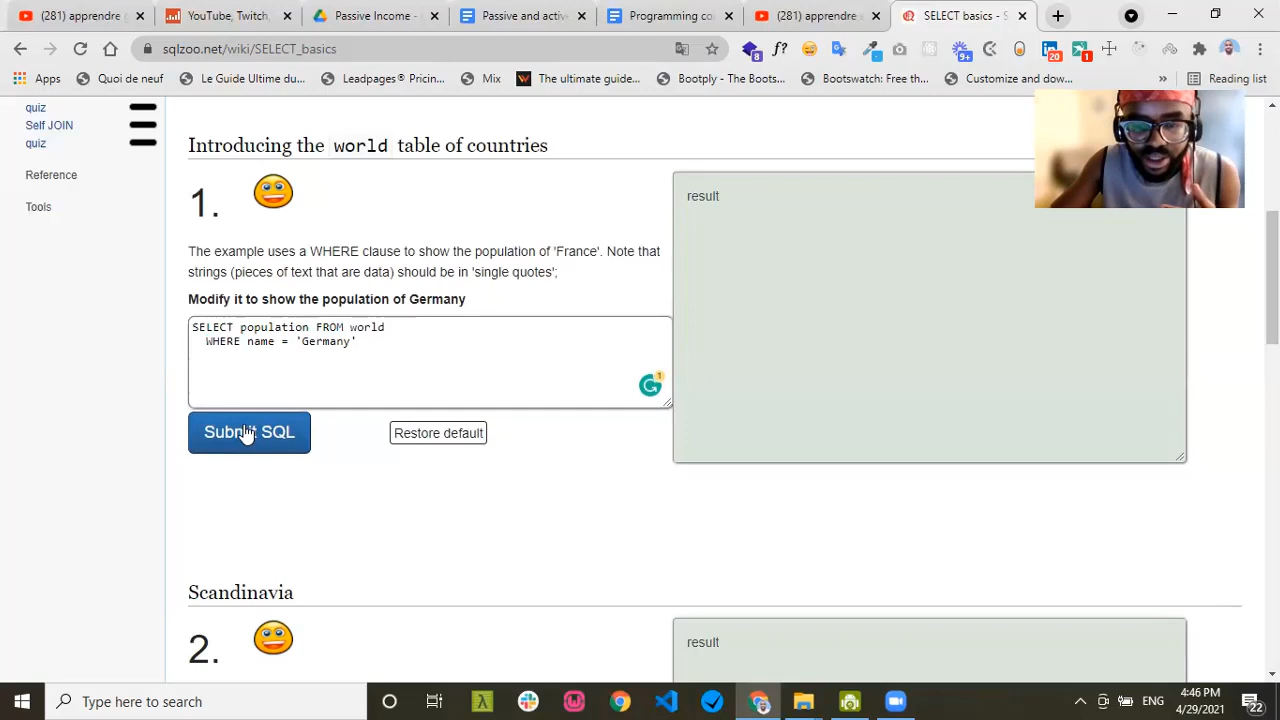 (281) apprendre g
YouTube, Twitch,
Passive Income -
Passive and activ
Programming co
(281) apprendre s
SELECT basics - S
sqlzoo.net/wiki/SELECT_basics
8
f?
9+
20
1
Apps
Quoi de neuf
Le Guide Ultime du...
Leadpages® Pricin...
Mix
The ultimate guide...
Bootply, The Boots...
Bootswatch: Free th...
Customize and dow...
»
Reading list
quiz
Self JOIN
quiz
Reference
Tools
Introducing the world table of countries
1.
The example uses a WHERE clause to show the population of 'France'. Note that
strings (pieces of text that are data) should be in 'single quotes';
Modify it to show the population of Germany
SELECT population FROM world
WHERE name = 'Germany'
1
Submit SQL
Restore default
result
Scandinavia
2.
result
Type here to search
ENG
4:46 PM
4/29/2021
22